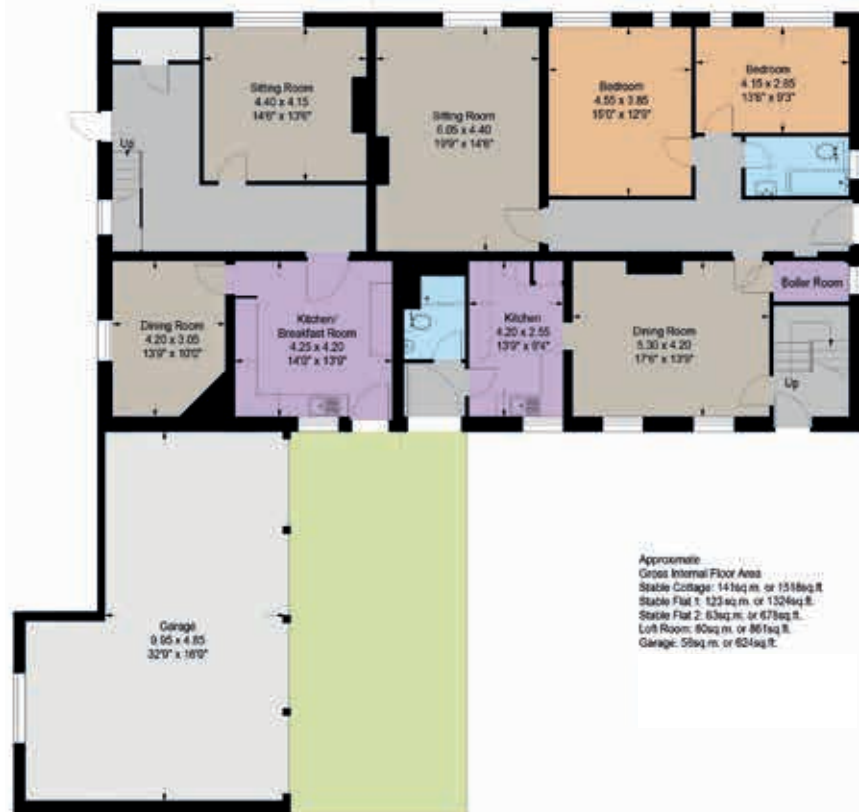 Sitting Room
4.40 x 4.15
14'6" x 13'6"
Sitting Room
6.05 x 4.40
19'9" x 14'6"
Bedroom
4.55 x 3.85
15'0" x 12'9"
Bedroom
4.15 x 2.85
13'6" x 9'3"
Up
Dining Room
4.20 x 3.05
13'9" x 10'0"
Kitchen/
Breakfast Room
4.25 x 4.20
14'0" x 13'9"
Kitchen
4.20 x 2.55
13'9" x 8'4"
Dining Room
5.30 x 4.20
17'6" x 13'9"
Boiler Room
Up
Garage
9.95 x 4.85
32'9" x 16'0"
Approximate
Gross Internal Floor Area
Stable Cottage: 141sq.m. or 1518sq.ft.
Stable Flat 1: 123sq.m. or 1324sq.ft.
Stable Flat 2: 63sq.m. or 678sq.ft.
Loft Room: 80sq.m. or 861sq.ft.
Garage: 58sq.m. or 624sq.ft.